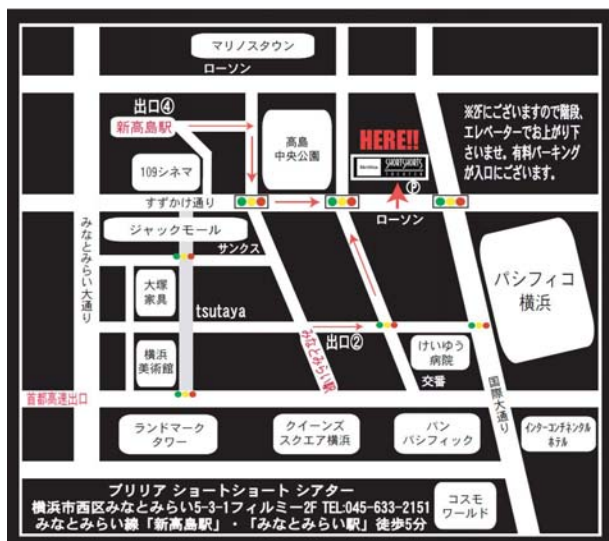 マリノスタウン
ローソン
出口④
新高島駅
高島
中央公園
HERE!!
SHORTSHORTS
※2Fにございますので階段、
エレベーターでお上がり下
さいませ。有料パーキング
が入口にございます。
109シネマ
P
すずかけ通り
ローソン
ジャックモール
サンクス
みなとみらい大通り
大塚
家具
tsutaya
パシフィコ
横浜
出口②
みなとみらい駅
横浜
美術館
けいゆう
病院
交番
首都高速出口
国際大通り
ランドマーク
タワー
クイーンズ
スクエア横浜
パン
パシフィック
インターコンチネンタル
ホテル
ブリリア ショートショート シアター
横浜市西区みなとみらい5-3-1フィルミー2F TEL:045-633-2151
みなとみらい線「新高島駅」・「みなとみらい駅」徒歩5分
コスモ
ワールド